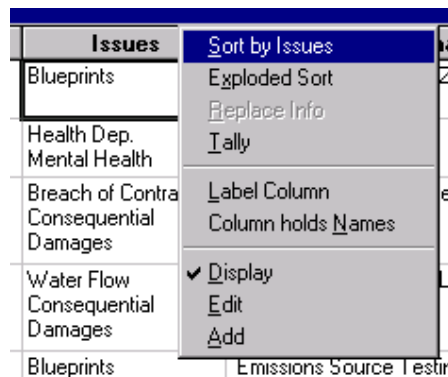 Issues
Blueprints
Health Dep.
Mental Health
Breach of Contra
Consequential
Damages
Water Flow
Consequential
Damages
Blueprints
Emissions Source Testin
Sort by Issues
Exploded Sort
Replace Info
Tally
Label Column
Column holds Names
Display
Edit
Add